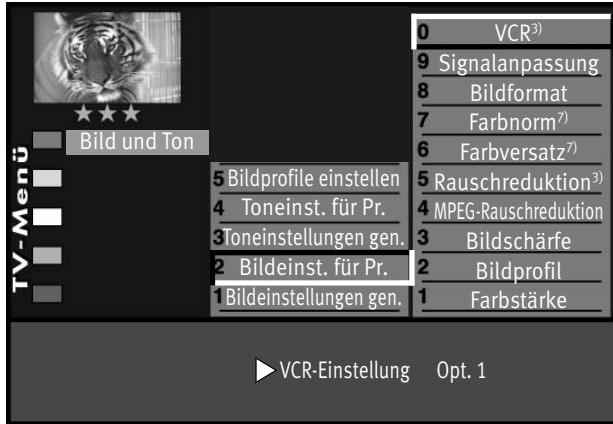 TV-Menü
Bild und Ton
5 Bildprofile einstellen
4 Toneinst. für Pr.
3 Toneinstellungen gen.
2 Bildeinst. für Pr.
1 Bildeinstellungen gen.
0 VCR3)
9 Signalanpassung
8 Bildformat
7 Farbnorm7)
6 Farbversatz7)
5 Rauschreduktion3)
4 MPEG-Rauschreduktion
3 Bildschärfe
2 Bildprofil
1 Farbstärke
VCR-Einstellung Opt. 1